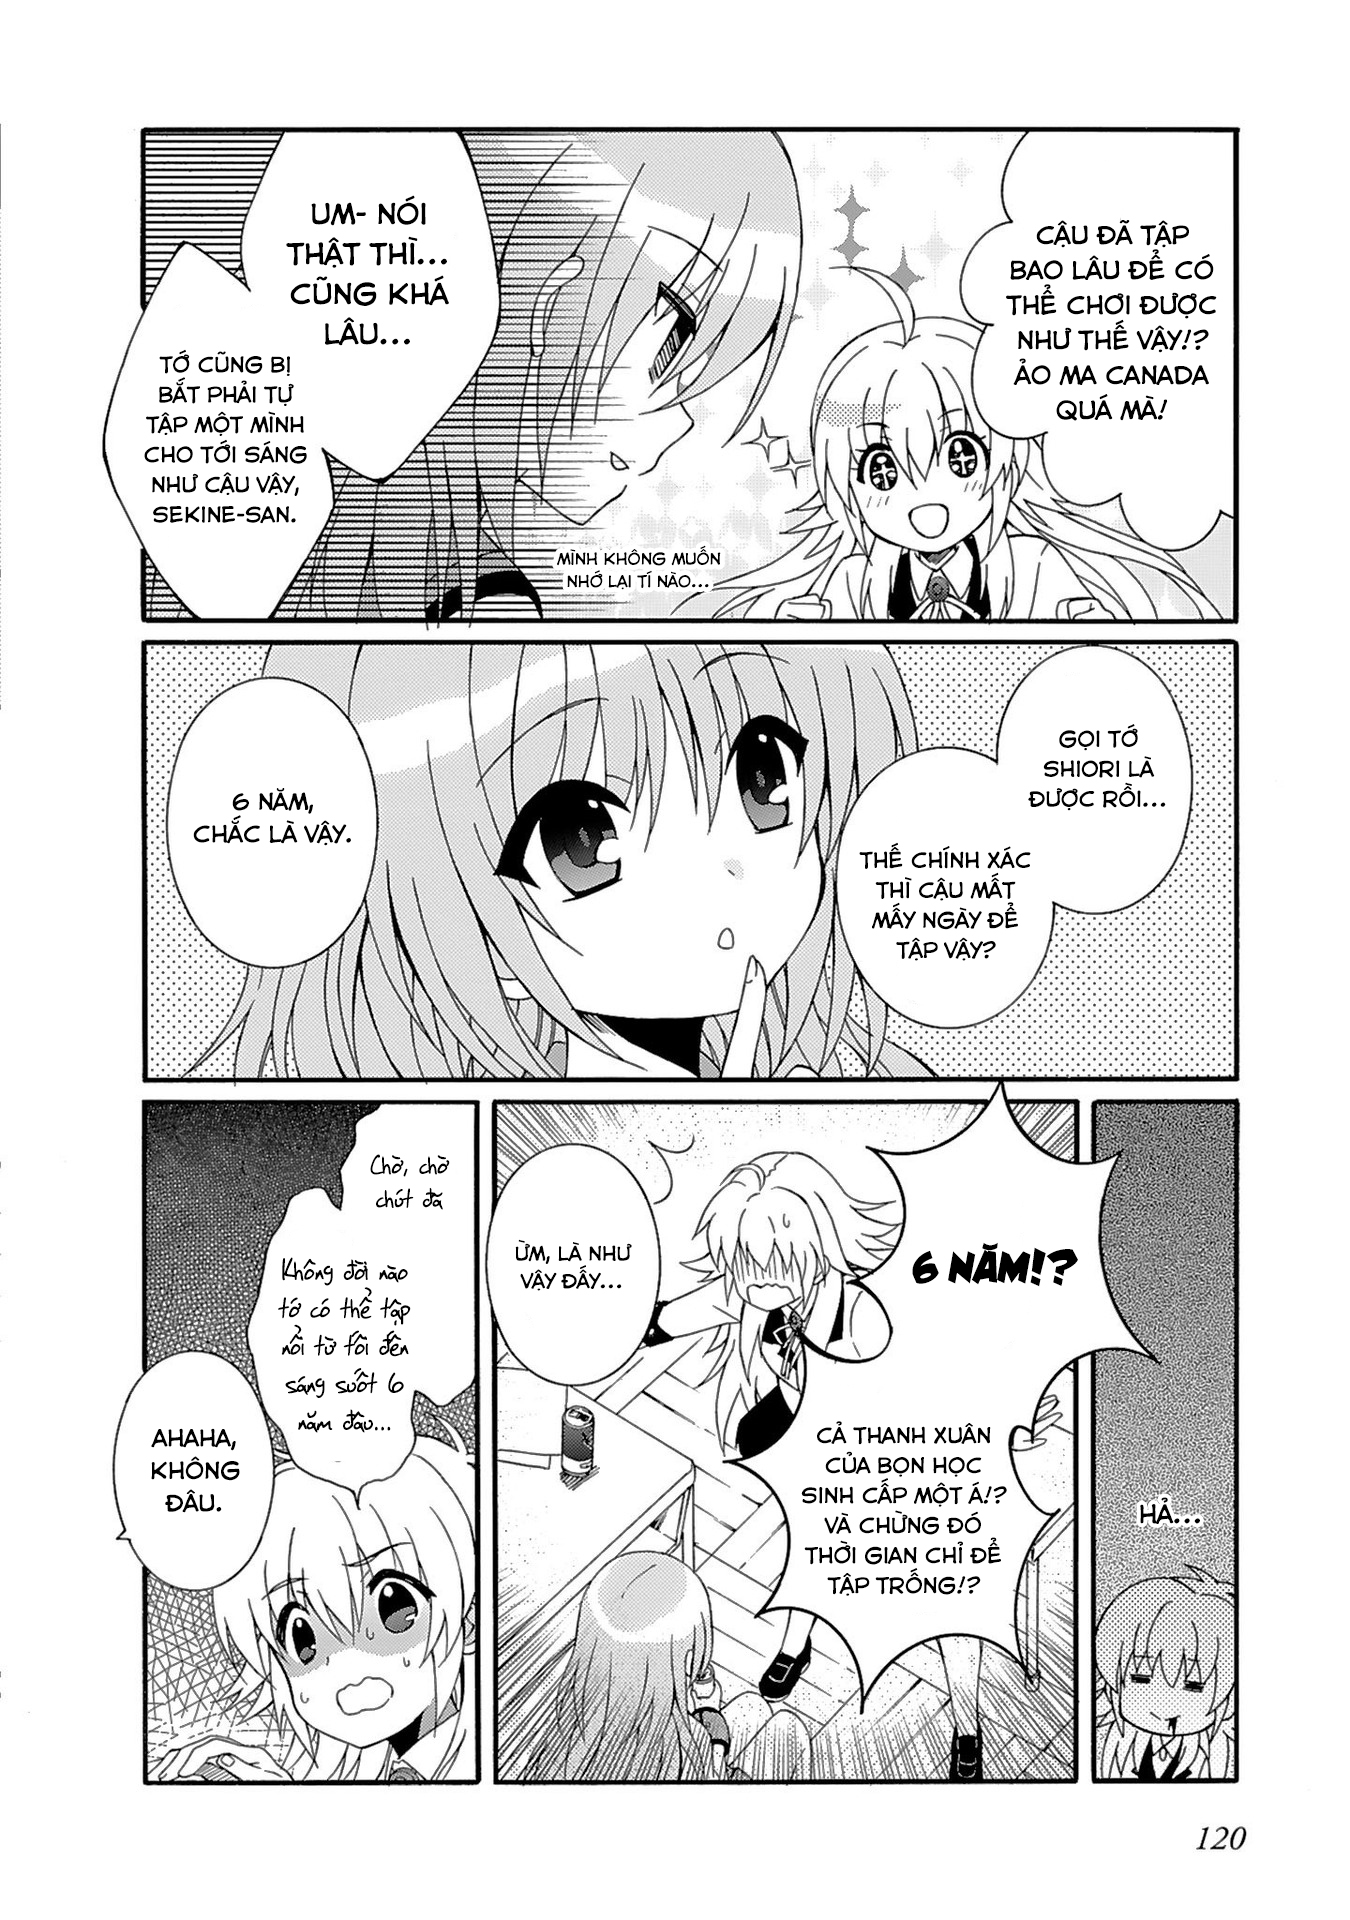 CẬU ĐÃ TẬP
BAO LÂU ĐỂ CÓ
THỂ CHƠI ĐƯỢC
NHƯ THẾ VẬY!?
ẢO MA CANADA
QUÁ MÀ!
UM- NÓI
THẬT THÌ...
CŨNG KHÁ
LÂU...
TỚ CŨNG BỊ
BẮT PHẢI TỰ
TẬP MỘT MÌNH
CHO TỚI SÁNG
NHƯ CẬU VẬY,
SEKINE-SAN.
MÌNH KHÔNG MUỐN
NHỚ LẠI TÍ NÀO...
GỌI TỚ
SHIORI LÀ
ĐƯỢC RỒI...
THẾ CHÍNH XÁC
THÌ CẬU MẤT
MẤY NGÀY ĐỂ
TẬP VẬY?
6 NĂM,
CHẮC LÀ VẬY.
HẢ...
6 NĂM!?
CẢ THANH XUÂN
CỦA BỌN HỌC
SINH CẤP MỘT Á!?
VÀ CHỪNG ĐÓ
THỜI GIAN CHỈ ĐỂ
TẬP TRỐNG!?
ỪM, LÀ NHƯ
VẬY ĐẤY...
Chờ, chờ
chút đã
Không đời nào
tớ có thể tập
nổi từ tối đến
sáng suốt 6
năm đâu...
AHAHA,
KHÔNG
ĐÂU.
120